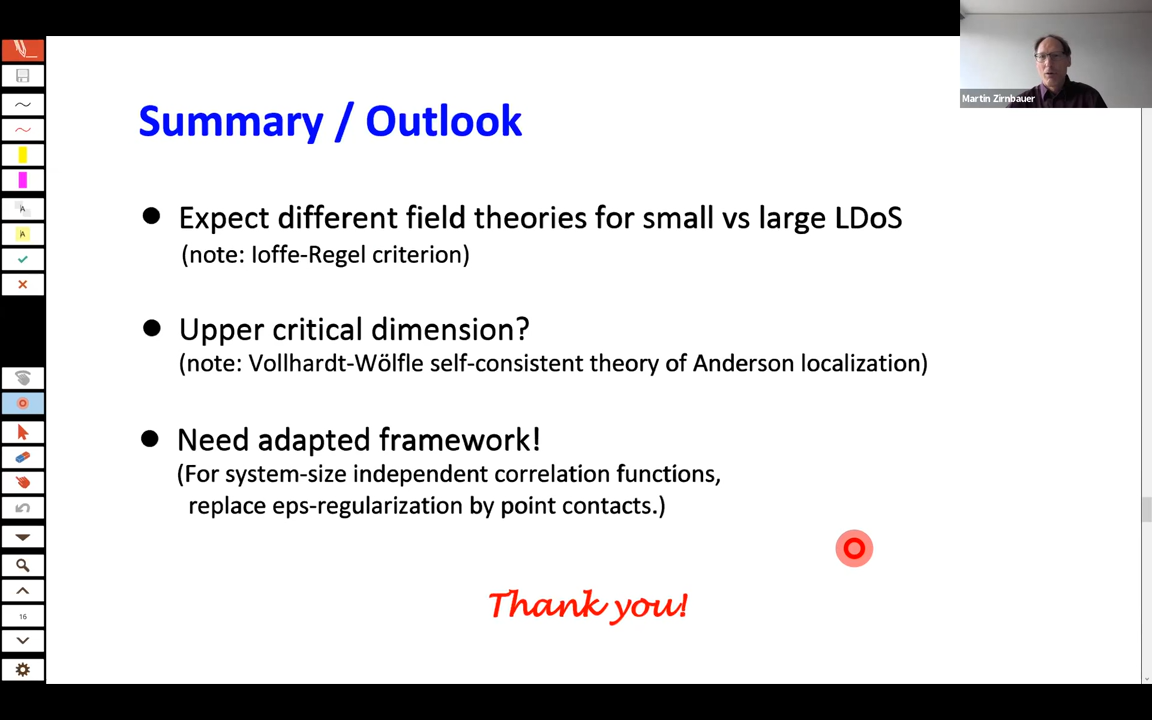 Martin Zirnbauer
Summary / Outlook
● Expect different field theories for small vs large LDoS
(note: Ioffe-Regel criterion)
● Upper critical dimension?
(note: Vollhardt-Wölfle self-consistent theory of Anderson localization)
● Need adapted framework!
(For system-size independent correlation functions,
replace eps-regularization by point contacts.)
Thank you!
A
A
16